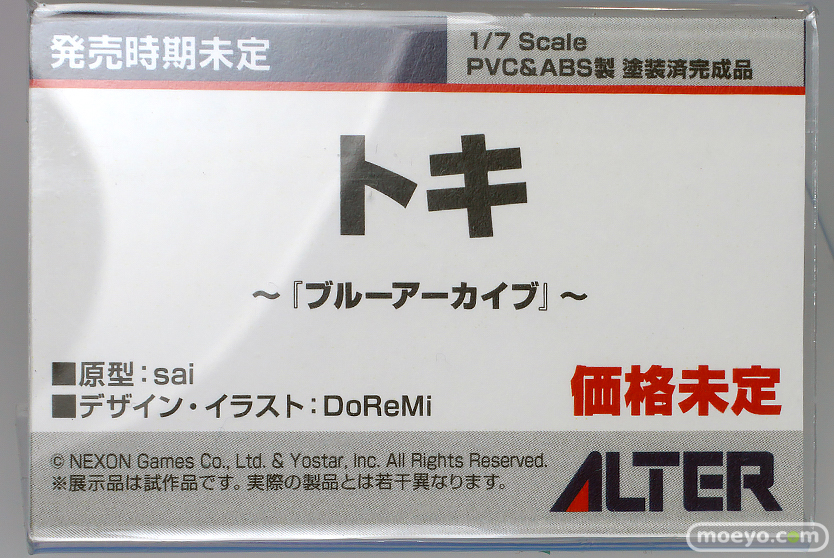 発売時期未定
1/7 Scale
PVC&ABS製 塗装済完成品
トキ
～『ブルーアーカイブ』～
■原型：sai
■デザイン・イラスト：DoReMi
価格未定
© NEXON Games Co., Ltd. & Yostar, Inc. All Rights Reserved.
※展示品は試作品です。実際の製品とは若干異なります。
ALTER
moeyo.com